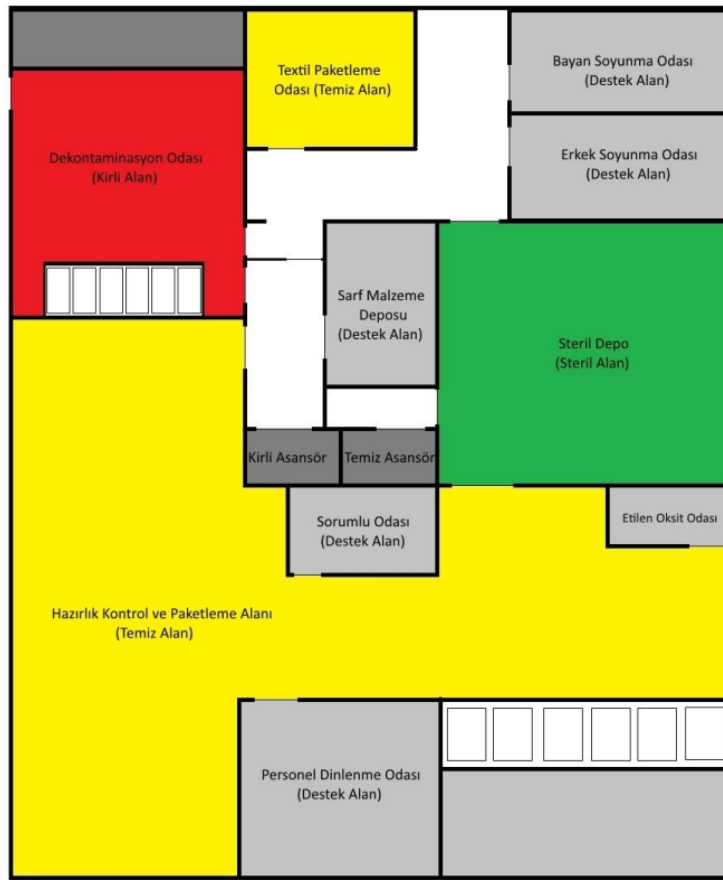 Textil Paketleme
Odası (Temiz Alan)
Bayan Soyunma Odası
(Destek Alan)
Dekontaminasyon Odası
(Kirli Alan)
Erkek Soyunma Odası
(Destek Alan)
Sarf Malzeme
Deposu
(Destek Alan)
Steril Depo
(Steril Alan)
Kirli Asansör
Temiz Asansör
Sorumlu Odası
(Destek Alan)
Etilen Oksit Odası
Hazırlık Kontrol ve Paketleme Alanı
(Temiz Alan)
Personel Dinlenme Odası
(Destek Alan)